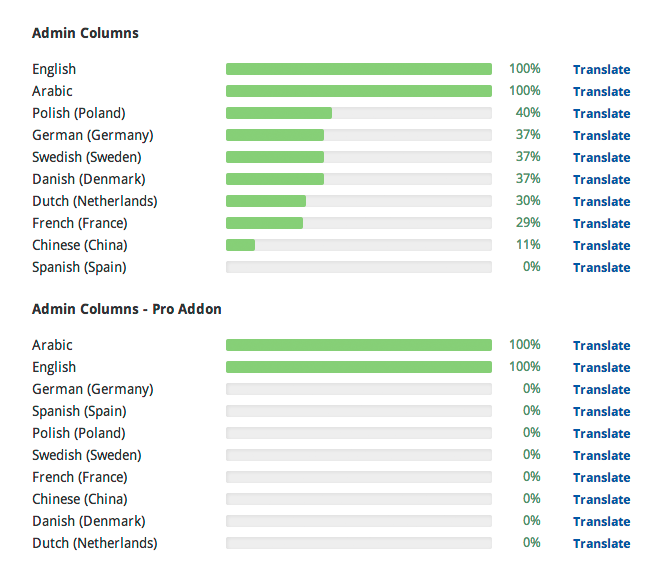 Admin Columns
English 100% Translate
Arabic 100% Translate
Polish (Poland) 40% Translate
German (Germany) 37% Translate
Swedish (Sweden) 37% Translate
Danish (Denmark) 37% Translate
Dutch (Netherlands) 30% Translate
French (France) 29% Translate
Chinese (China) 11% Translate
Spanish (Spain) 0% Translate
Admin Columns - Pro Addon
Arabic 100% Translate
English 100% Translate
German (Germany) 0% Translate
Spanish (Spain) 0% Translate
Polish (Poland) 0% Translate
Swedish (Sweden) 0% Translate
French (France) 0% Translate
Chinese (China) 0% Translate
Danish (Denmark) 0% Translate
Dutch (Netherlands) 0% Translate